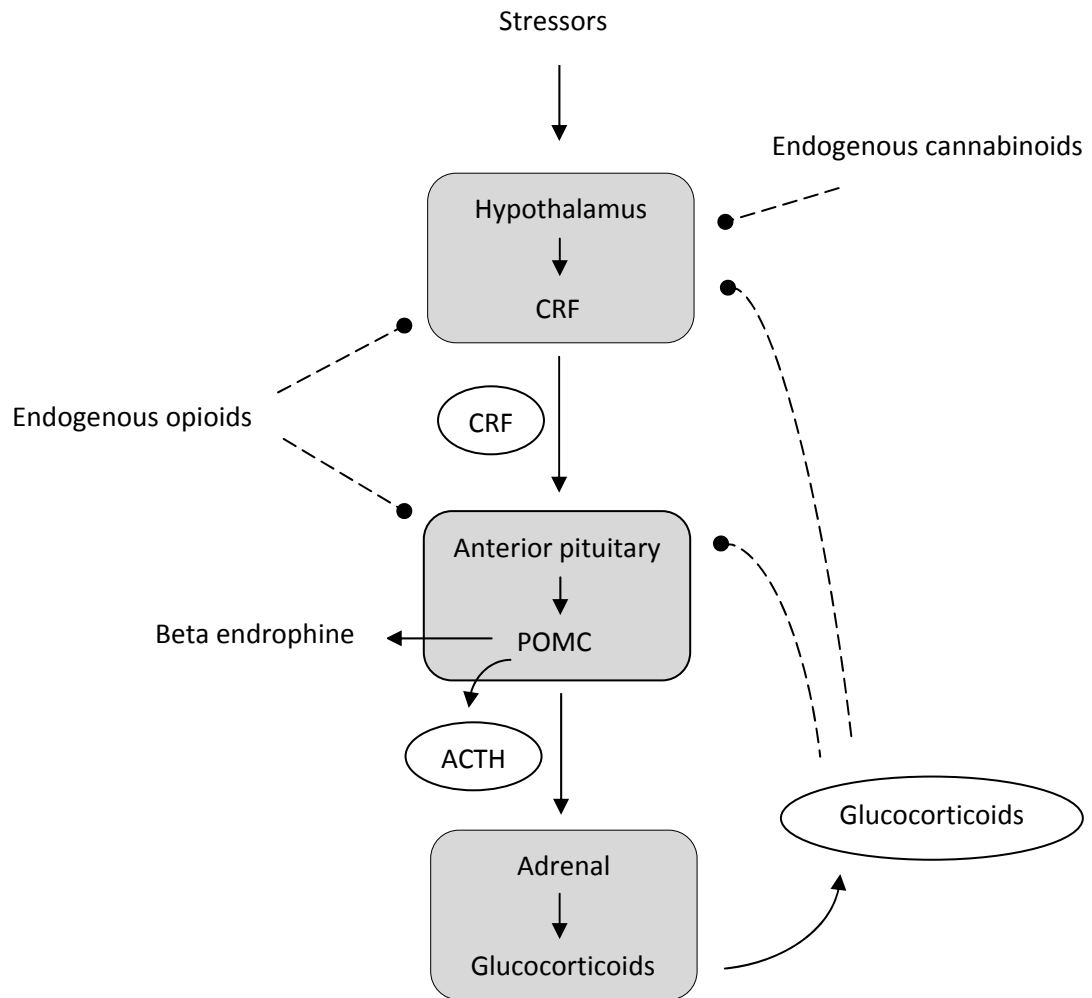 Stressors
Endogenous cannabinoids
Hypothalamus
CRF
Endogenous opioids
CRF
Anterior pituitary
Beta endrophine
POMC
ACTH
Glucocorticoids
Adrenal
Glucocorticoids